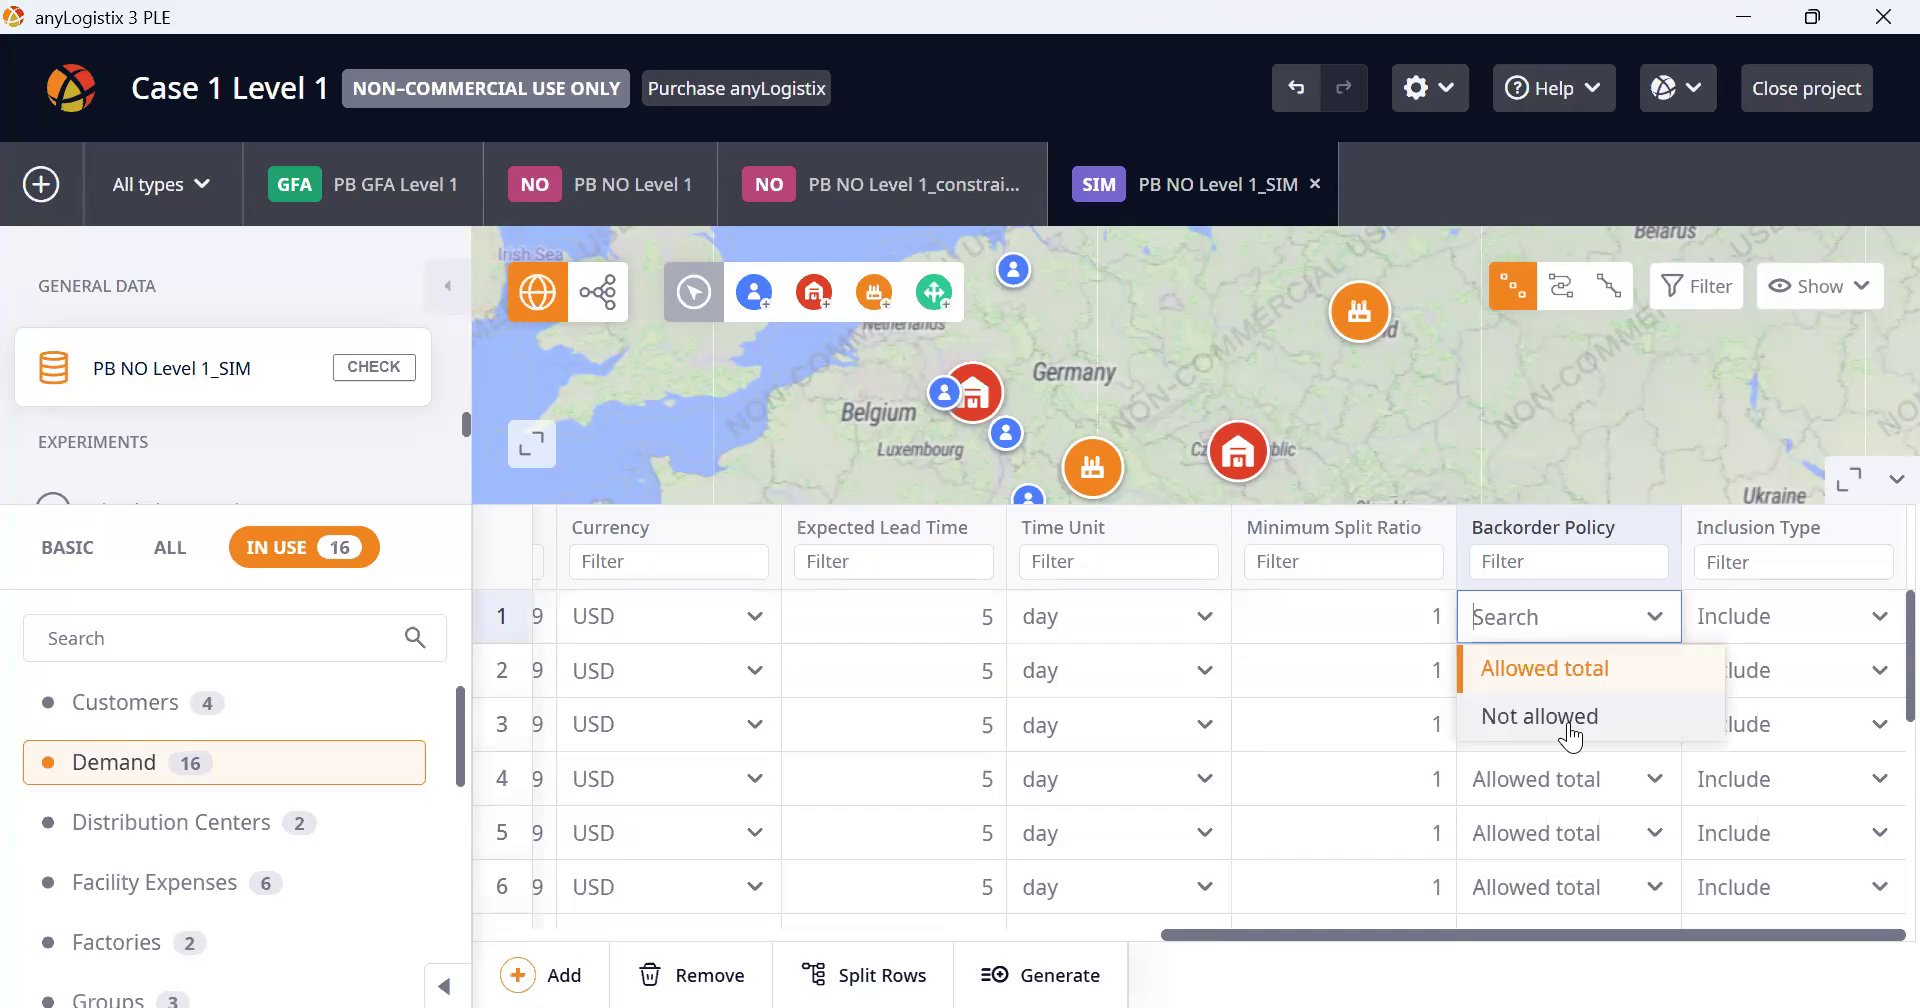 anyLogistix 3 PLE
Case 1 Level 1
NON-COMMERCIAL USE ONLY
Purchase anyLogistix
Help
Close project
All types
GFA PB GFA Level 1
NO PB NO Level 1
NO PB NO Level 1_constrai...
SIM PB NO Level 1_SIM
GENERAL DATA
PB NO Level 1_SIM
CHECK
EXPERIMENTS
Irish Sea
Belarus
Netherlands
Germany
Belgium
Luxembourg
Ukraine
Filter
Show
BASIC
ALL
IN USE 16
Search
Customers 4
Demand 16
Distribution Centers 2
Facility Expenses 6
Factories 2
Groups 3
Currency Expected Lead Time Time Unit Minimum Split Ratio Backorder Policy Inclusion Type
Filter Filter Filter Filter Filter Filter
1 9 USD 5 day 1 Search Include
Allowed total
Not allowed
2 9 USD 5 day 1 lude
3 9 USD 5 day 1 lude
4 9 USD 5 day 1 Allowed total Include
5 9 USD 5 day 1 Allowed total Include
6 9 USD 5 day 1 Allowed total Include
Add
Remove
Split Rows
Generate